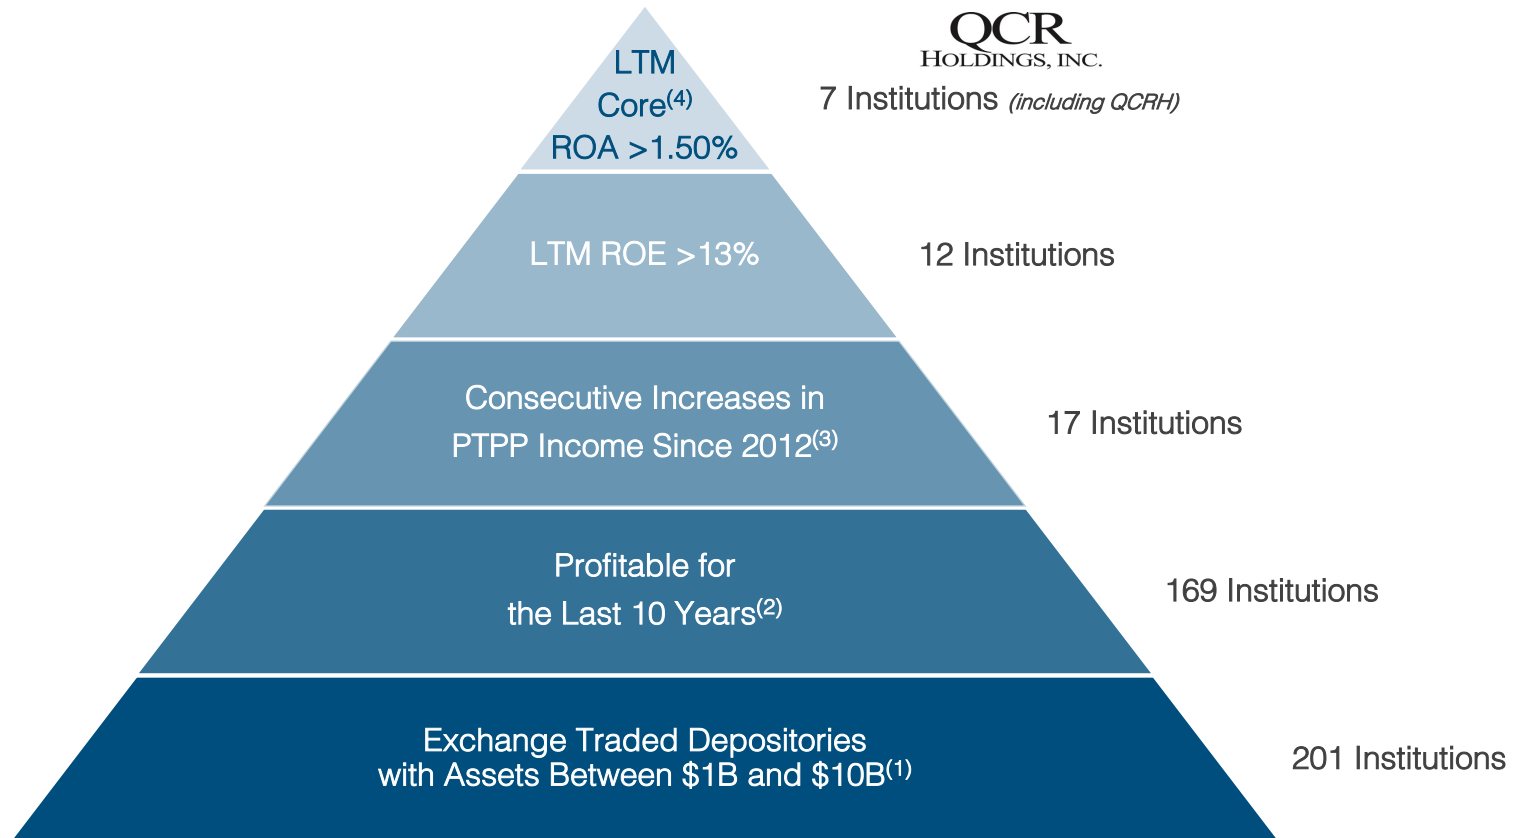 QCR
HOLDINGS, INC.
LTM
Core(4)
ROA >1.50%
7 Institutions (including QCRH)
LTM ROE >13%
12 Institutions
Consecutive Increases in
PTPP Income Since 2012(3)
17 Institutions
Profitable for
the Last 10 Years(2)
169 Institutions
Exchange Traded Depositories
with Assets Between $1B and $10B(1)
201 Institutions